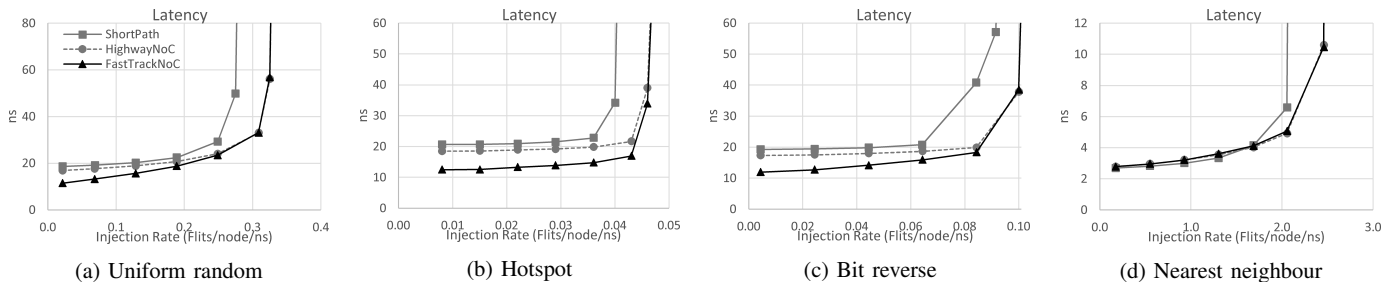 Latency
80
60
40
20
0
ns
ShortPath
HighwayNoC
FastTrackNoC
0.0 0.1 0.2 0.3 0.4
Injection Rate (Flits/node/ns)
(a) Uniform random
Latency
60
50
40
30
20
10
0
ns
0.00 0.01 0.02 0.03 0.04 0.05
Injection Rate (Flits/node/ns)
(b) Hotspot
Latency
60
50
40
30
20
10
0
ns
0.00 0.02 0.04 0.06 0.08 0.10
Injection Rate (Flits/node/ns)
(c) Bit reverse
Latency
12
10
8
6
4
2
0
ns
0.0 1.0 2.0 3.0
Injection Rate (Flits/node/ns)
(d) Nearest neighbour